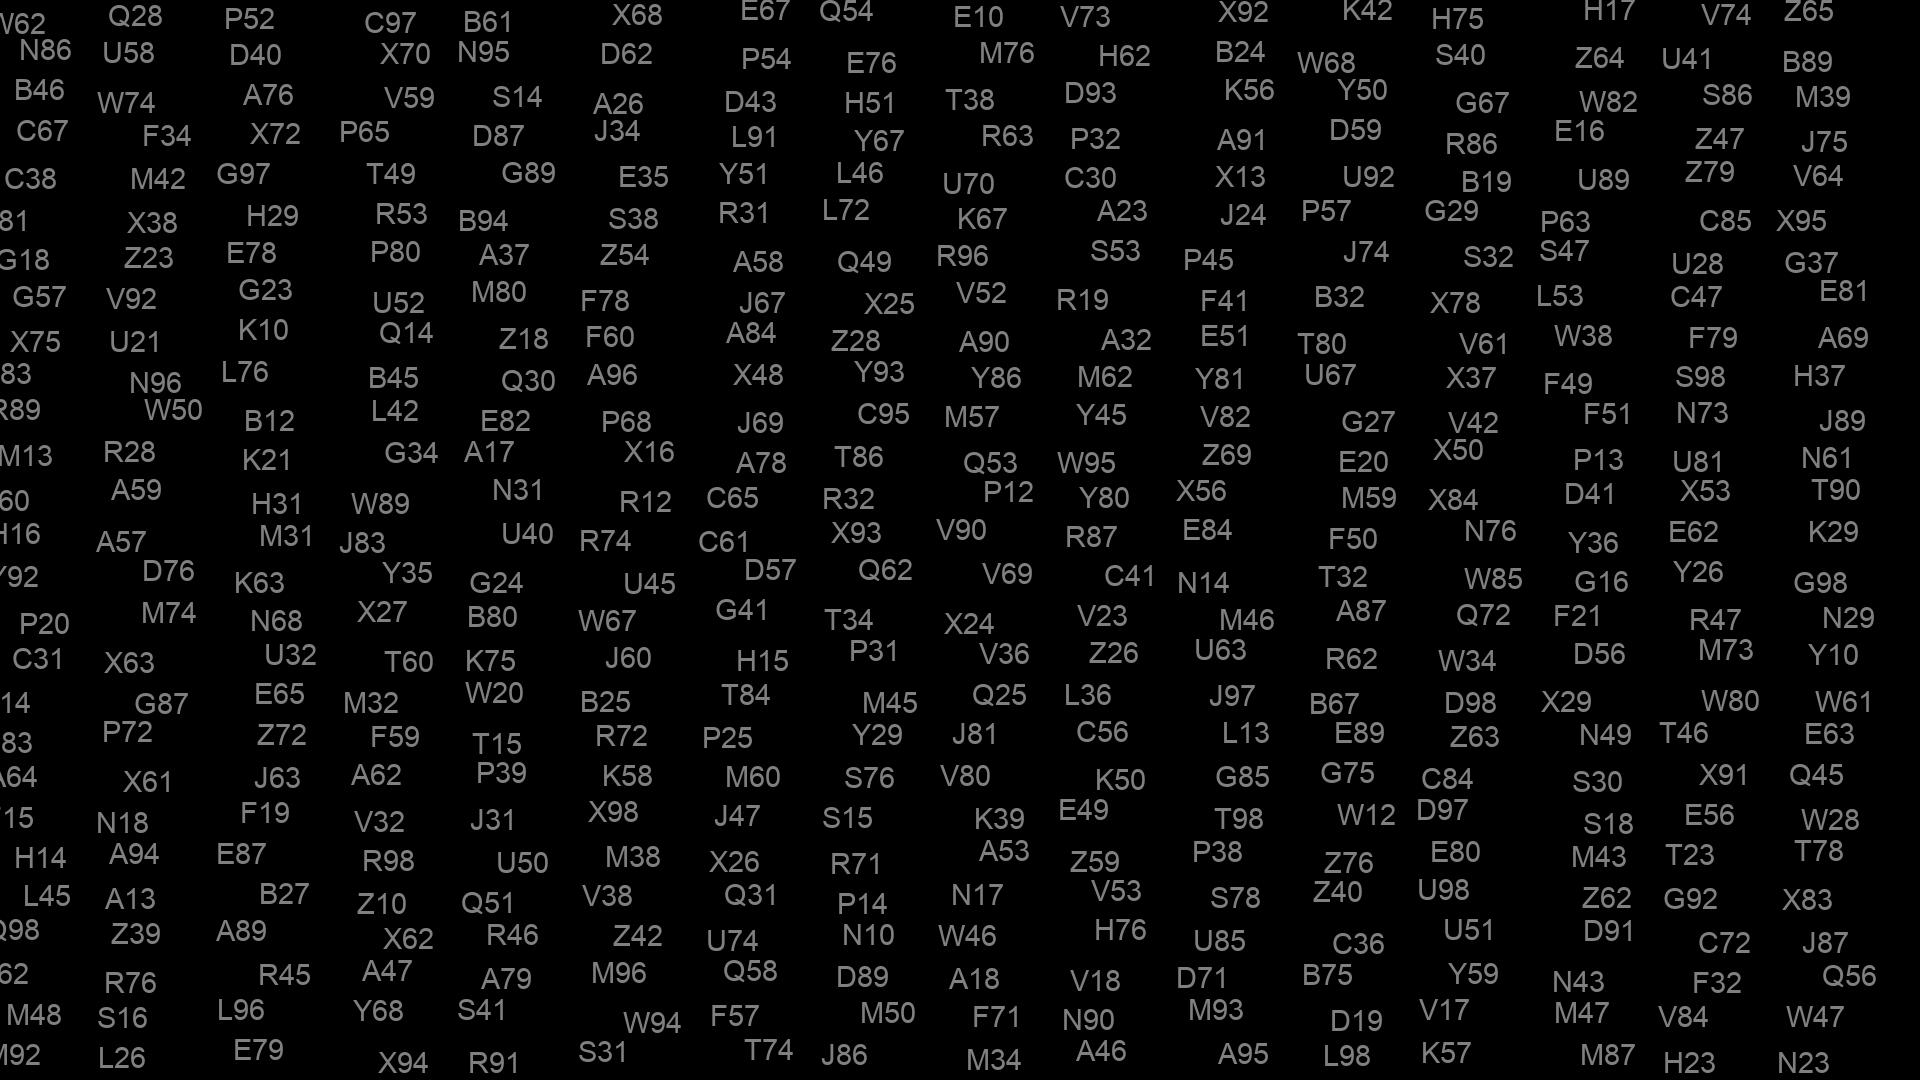 W62 Q28 P52 C97 B61 X68 E67 Q54 E10 V73 X92 K42 H75 H17 V74 Z65
N86 U58 D40 X70 N95 D62 P54 E76 M76 H62 B24 W68 S40 Z64 U41 B89
B46 W74 A76 V59 S14 A26 D43 H51 T38 D93 K56 Y50 G67 W82 S86 M39
C67 F34 X72 P65 D87 J34 L91 Y67 R63 P32 A91 D59 R86 E16 Z47 J75
C38 M42 G97 T49 G89 E35 Y51 L46 U70 C30 X13 U92 B19 U89 Z79 V64
81 X38 H29 R53 B94 S38 R31 L72 K67 A23 J24 P57 G29 P63 C85 X95
G18 Z23 E78 P80 A37 Z54 A58 Q49 R96 S53 P45 J74 S32 S47 U28 G37
G57 V92 G23 U52 M80 F78 J67 X25 V52 R19 F41 B32 X78 L53 C47 E81
X75 U21 K10 Q14 Z18 F60 A84 Z28 A90 A32 E51 T80 V61 W38 F79 A69
83 N96 L76 B45 Q30 A96 X48 Y93 Y86 M62 Y81 U67 X37 F49 S98 H37
R89 W50 B12 L42 E82 P68 J69 C95 M57 Y45 V82 G27 V42 F51 N73 J89
M13 R28 K21 G34 A17 X16 A78 T86 Q53 W95 Z69 E20 X50 P13 U81 N61
60 A59 H31 W89 N31 R12 C65 R32 P12 Y80 X56 M59 X84 D41 X53 T90
H16 A57 M31 J83 U40 R74 C61 X93 V90 R87 E84 F50 N76 Y36 E62 K29
Y92 D76 K63 Y35 G24 U45 D57 Q62 V69 C41 N14 T32 W85 G16 Y26 G98
P20 M74 N68 X27 B80 W67 G41 T34 X24 V23 M46 A87 Q72 F21 R47 N29
C31 X63 U32 T60 K75 J60 H15 P31 V36 Z26 U63 R62 W34 D56 M73 Y10
14 G87 E65 M32 W20 B25 T84 M45 Q25 L36 J97 B67 D98 X29 W80 W61
83 P72 Z72 F59 T15 R72 P25 Y29 J81 C56 L13 E89 Z63 N49 T46 E63
A64 X61 J63 A62 P39 K58 M60 S76 V80 K50 G85 G75 C84 S30 X91 Q45
15 N18 F19 V32 J31 X98 J47 S15 K39 E49 T98 W12 D97 S18 E56 W28
H14 A94 E87 R98 U50 M38 X26 R71 A53 Z59 P38 Z76 E80 M43 T23 T78
L45 A13 B27 Z10 Q51 V38 Q31 P14 N17 V53 S78 Z40 U98 Z62 G92 X83
Q98 Z39 A89 X62 R46 Z42 U74 N10 W46 H76 U85 C36 U51 D91 C72 J87
62 R76 R45 A47 A79 M96 Q58 D89 A18 V18 D71 B75 Y59 N43 F32 Q56
M48 S16 L96 Y68 S41 W94 F57 M50 F71 N90 M93 D19 V17 M47 V84 W47
M92 L26 E79 X94 R91 S31 T74 J86 M34 A46 A95 L98 K57 M87 H23 N23